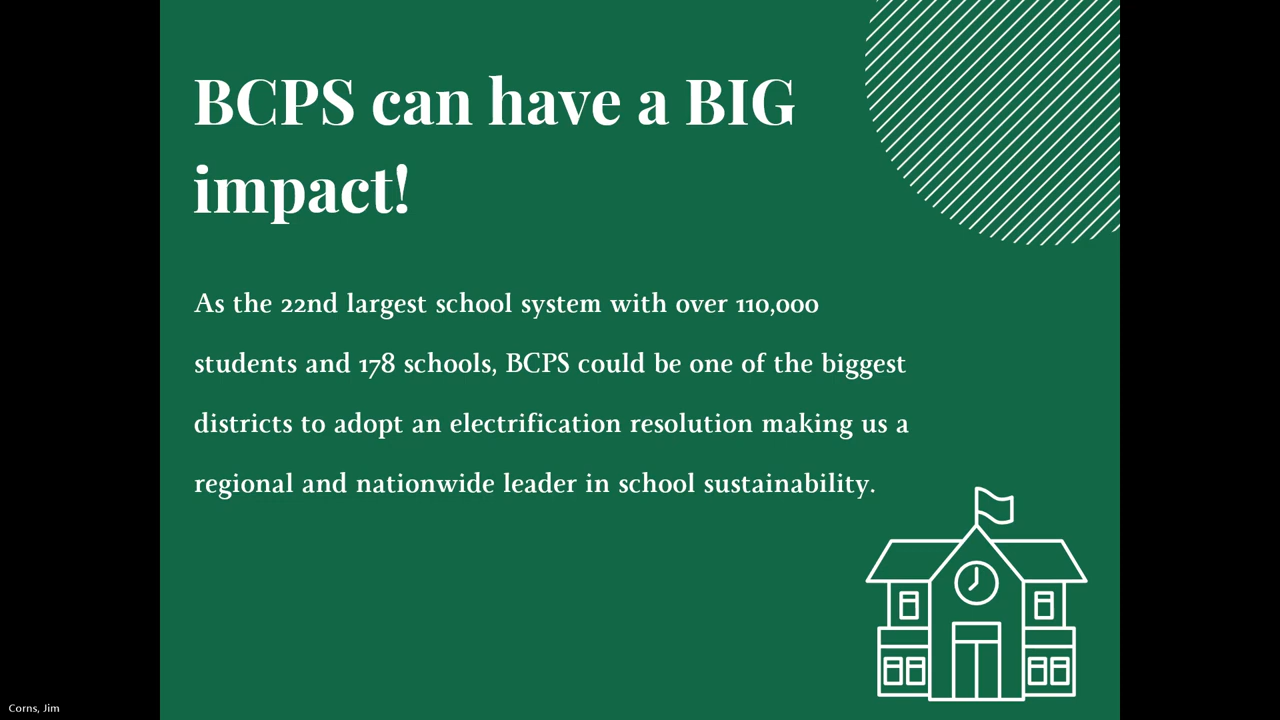 BCPS can have a BIG
impact!
As the 22nd largest school system with over 110,000
students and 178 schools, BCPS could be one of the biggest
districts to adopt an electrification resolution making us a
regional and nationwide leader in school sustainability.
Corns, Jim